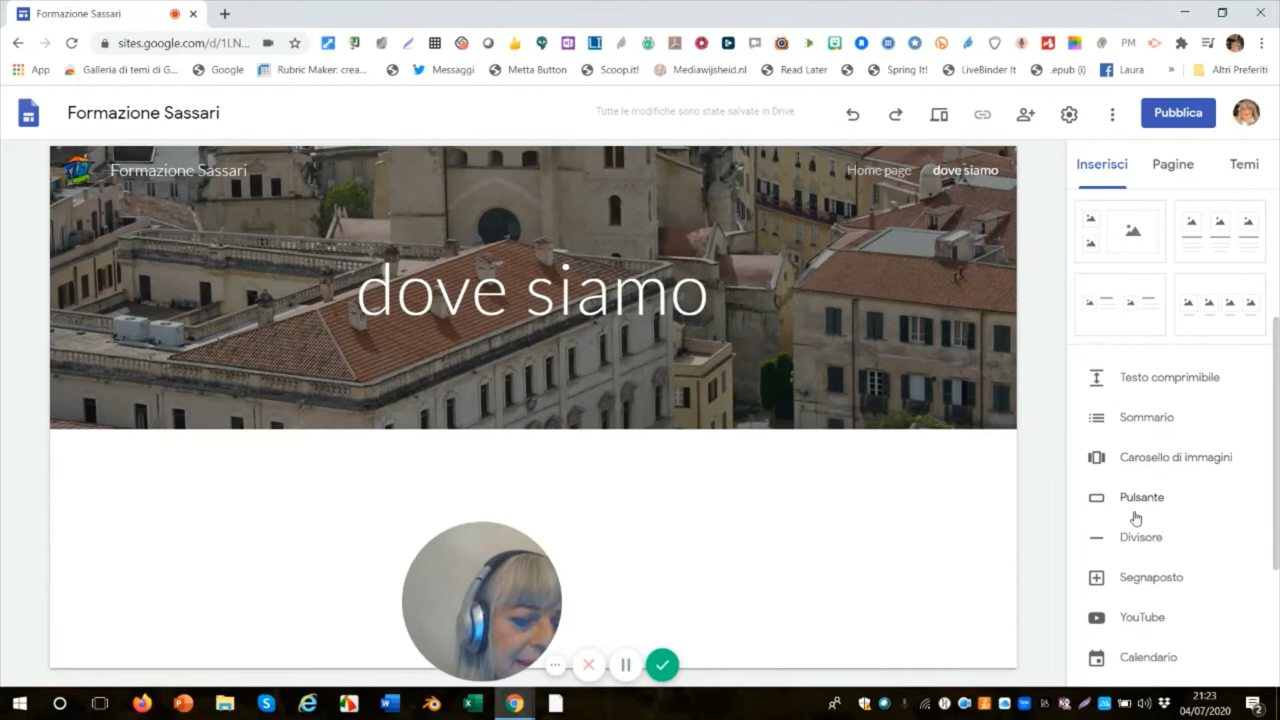 Formazione Sassari
sites.google.com/d/1LN...
PM
App
Galleria di temi di G...
Google
Rubric Maker: crea...
Messaggi
Metta Button
Scoop.it!
Mediawijsheid.nl
Read Later
Spring It!
LiveBinder It
.epub (i)
Laura
»
Altri Preferiti
Formazione Sassari
Tutte le modifiche sono state salvate in Drive
Pubblica
Formazione Sassari
Home page
dove siamo
dove siamo
Inserisci
Pagine
Temi
Testo comprimibile
Sommario
Carosello di immagini
Pulsante
Divisore
Segnaposto
YouTube
Calendario
21:23
04/07/2020